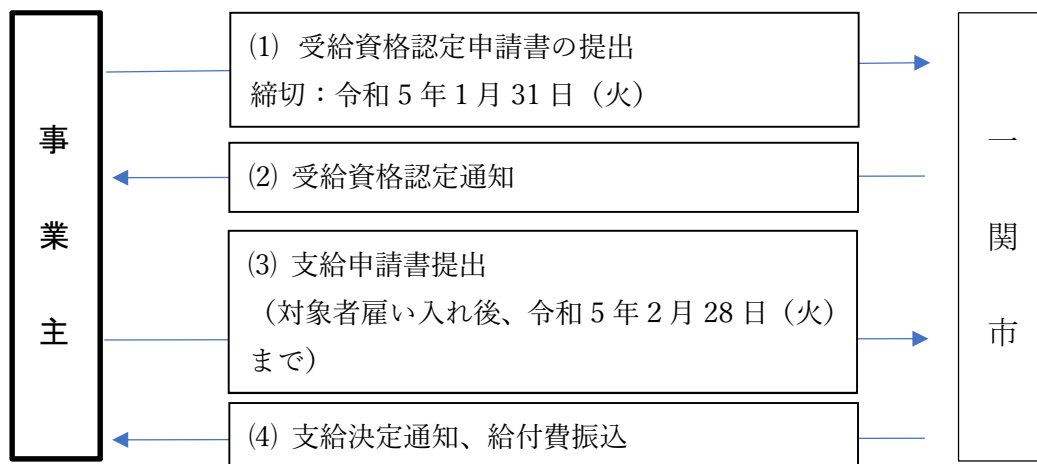 事業主
⑴ 受給資格認定申請書の提出
締切：令和5年1月31日（火）
⑵ 受給資格認定通知
⑶ 支給申請書提出
（対象者雇い入れ後、令和5年2月28日（火）
まで）
⑷ 支給決定通知、給付費振込
一関市